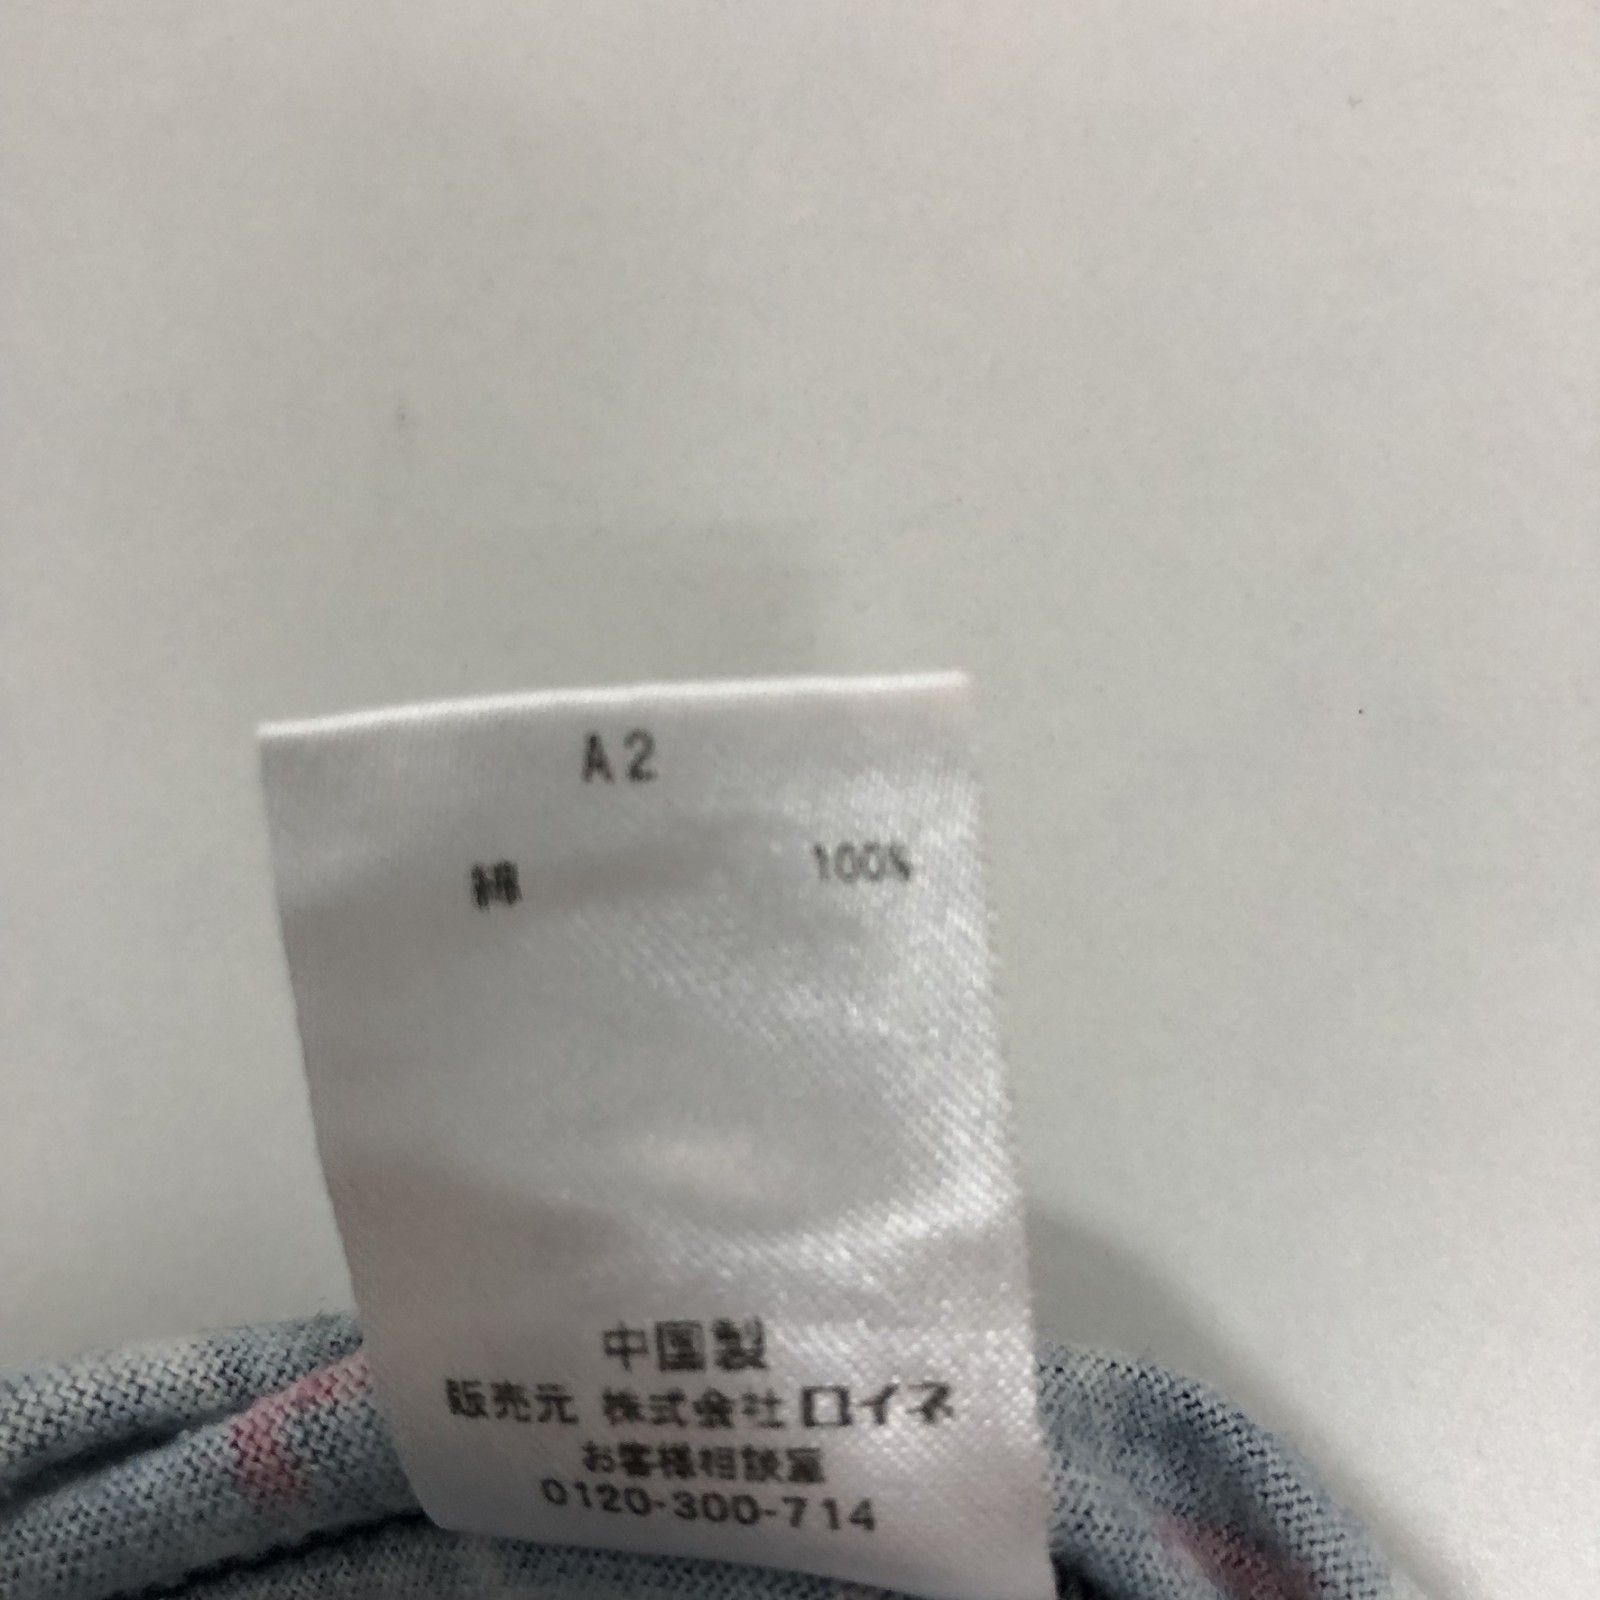 A2
綿 100%
中国製
販売元 株式会社ロイネ
お客様相談室
0120-300-714